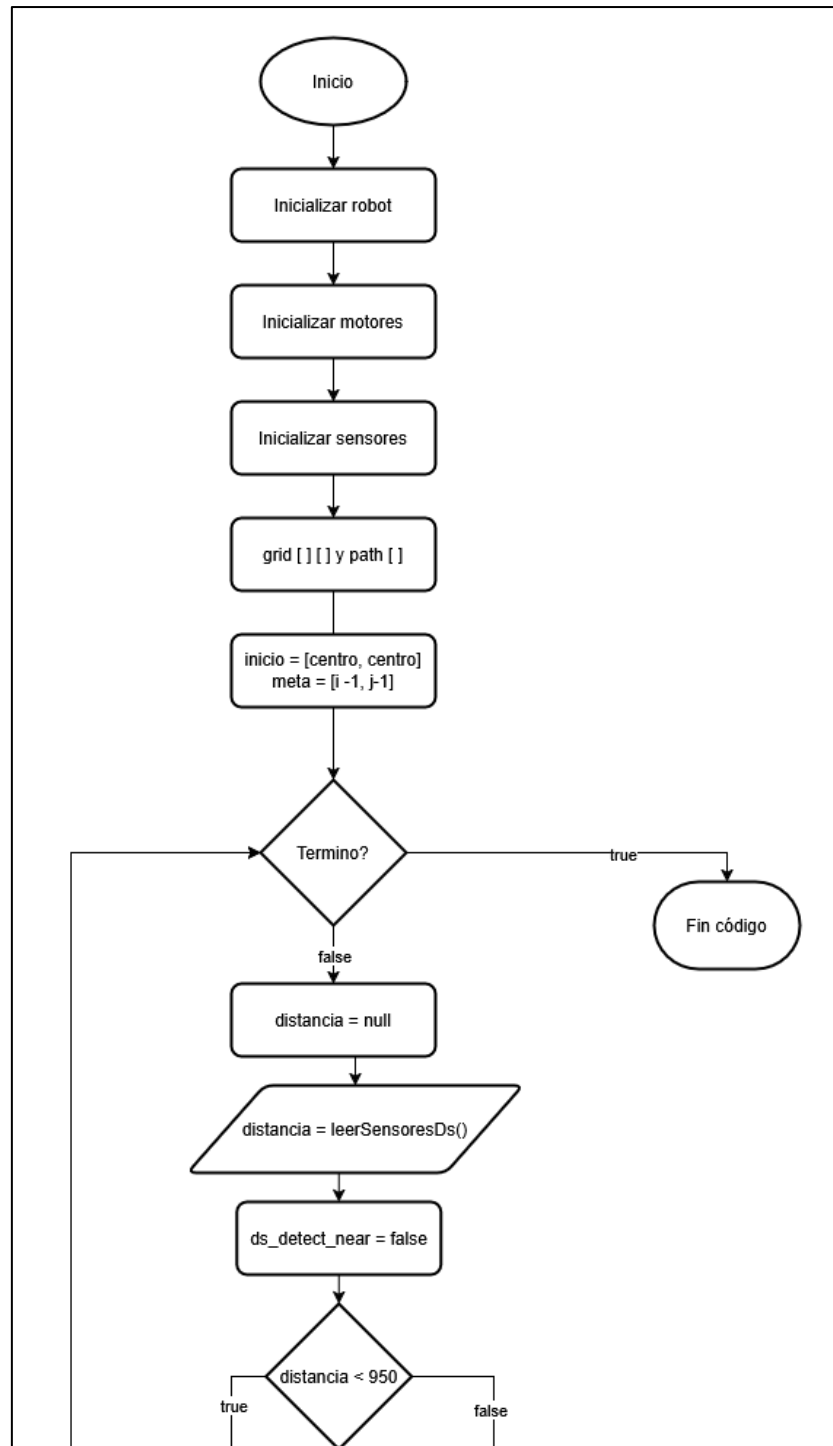 Inicio
Inicializar robot
Inicializar motores
Inicializar sensores
grid [ ] [ ] y path [ ]
inicio = [centro, centro]
meta = [i -1, j-1]
Termino?
true
Fin código
false
distancia = null
distancia = leerSensoresDs()
ds_detect_near = false
distancia < 950
true
false